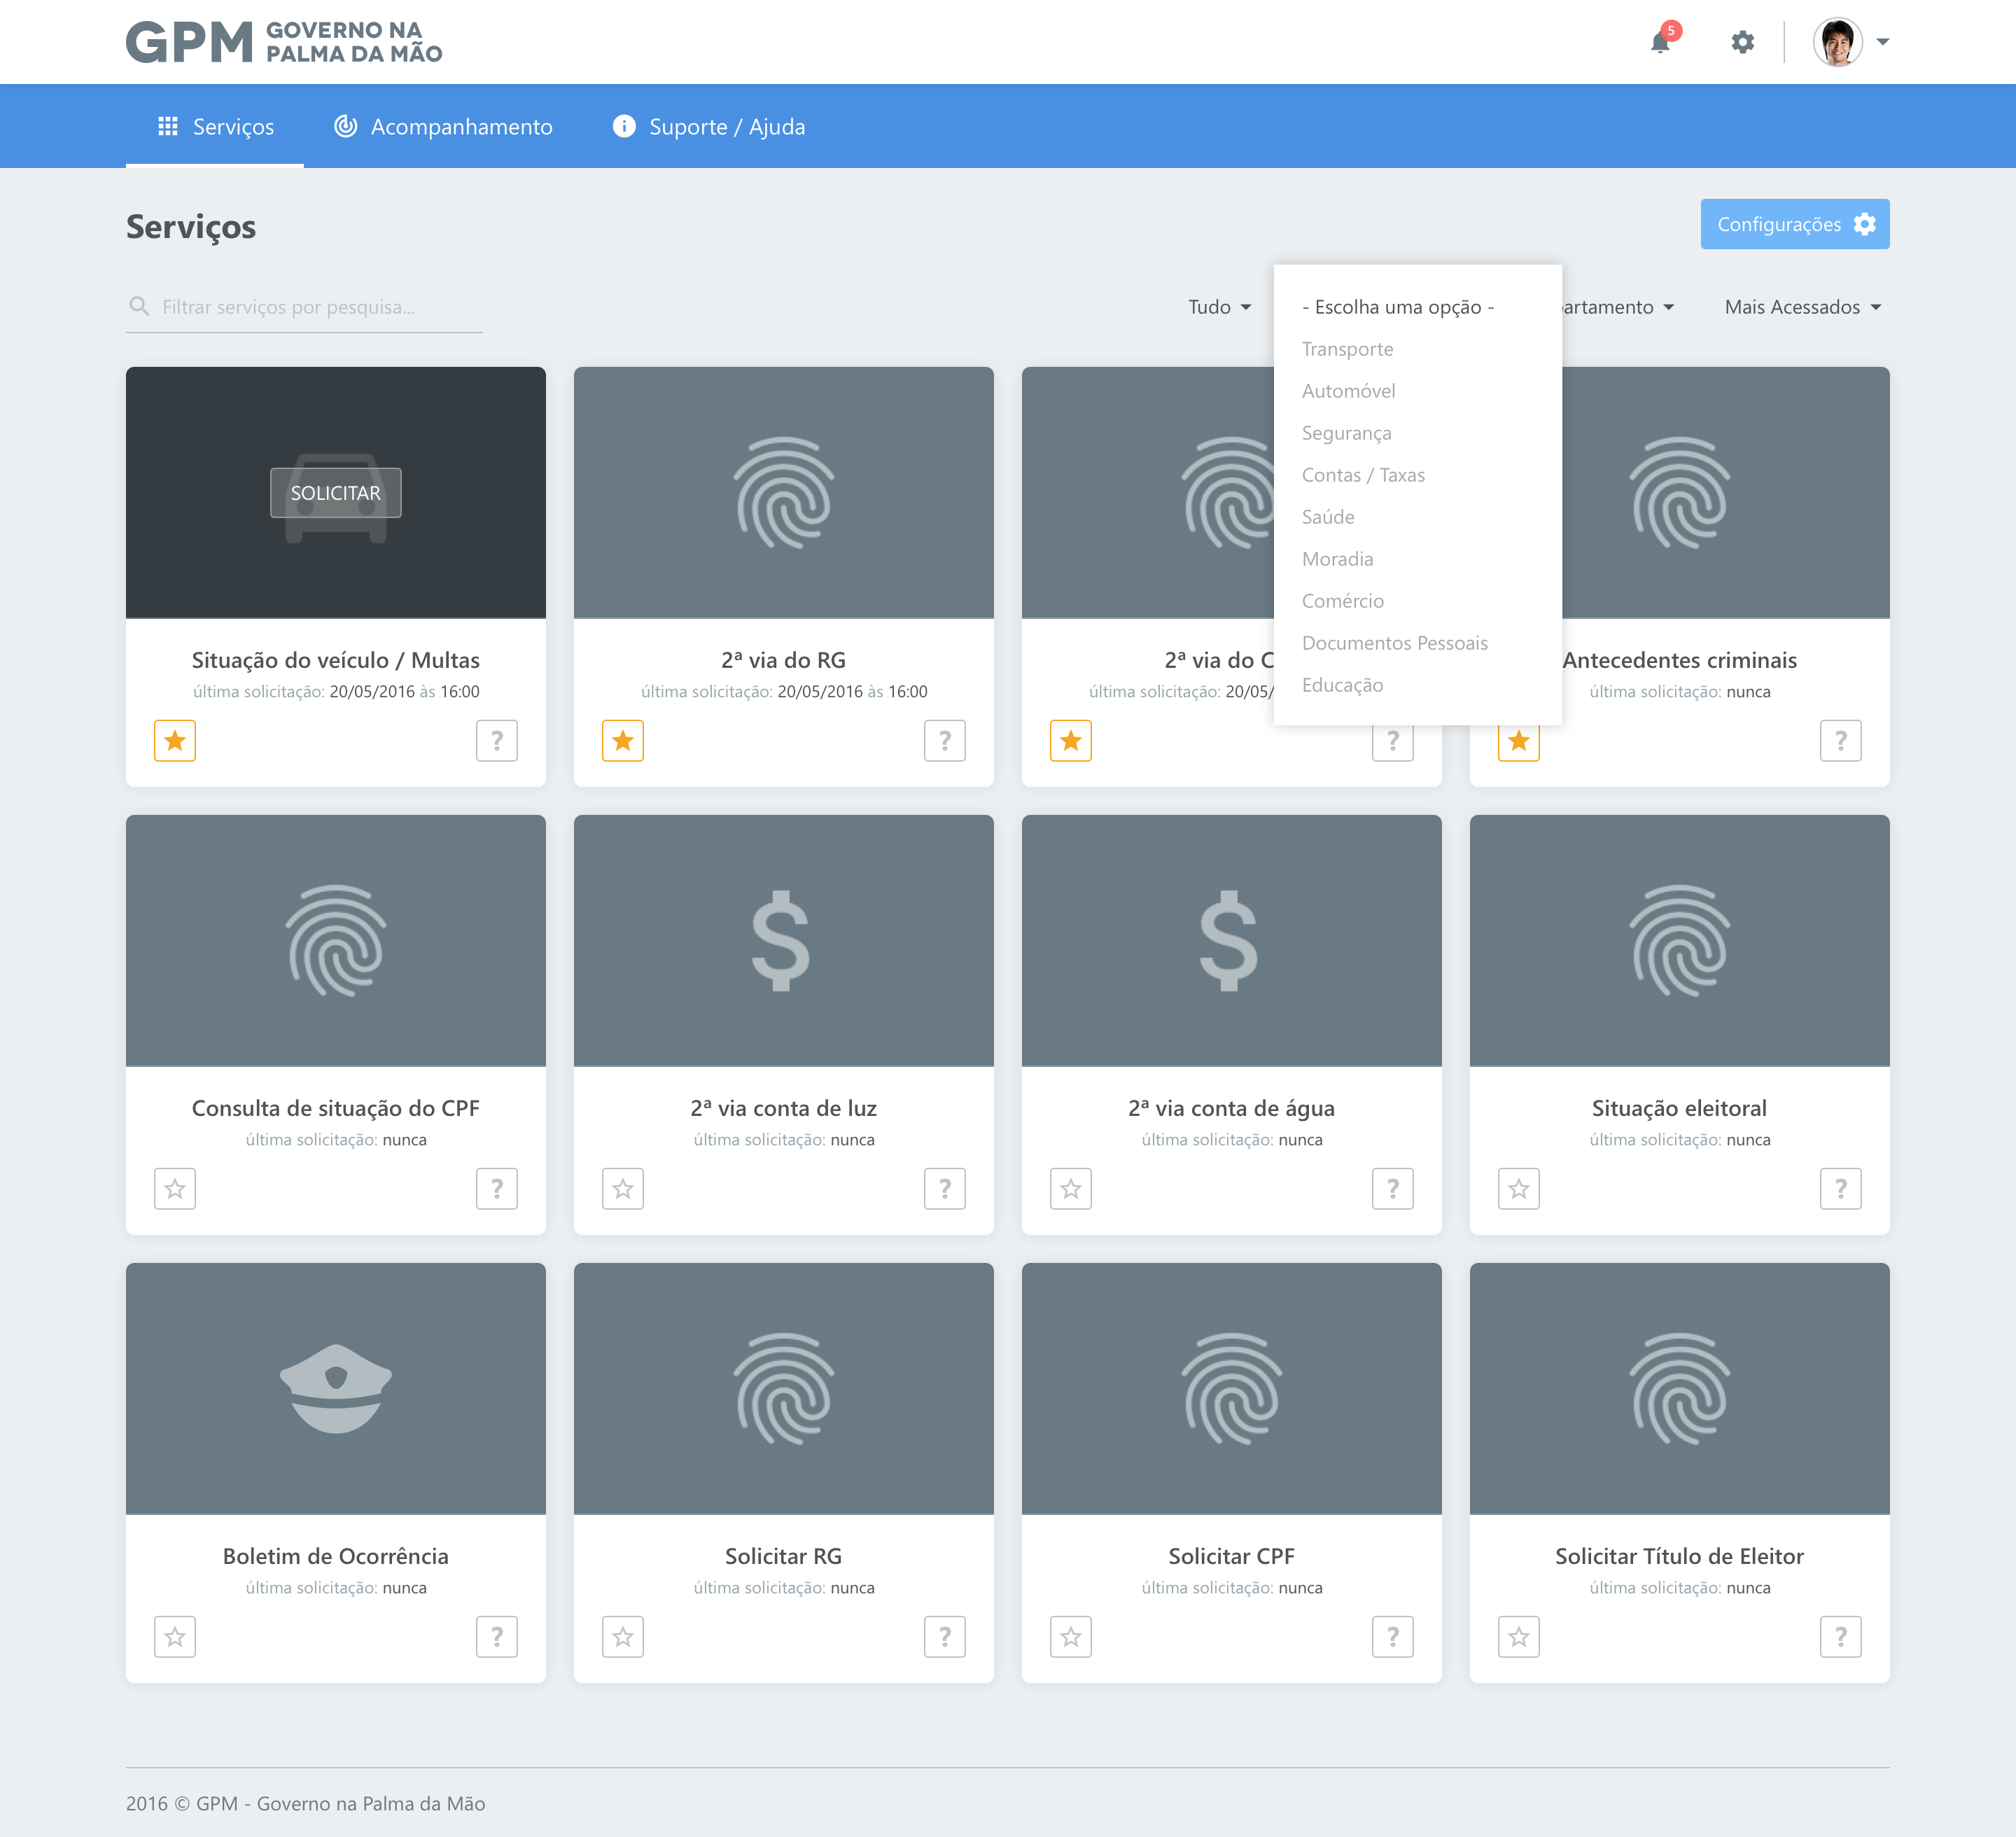 GPM GOVERNO NA
PALMA DA MÃO
5
Serviços
Acompanhamento
Suporte / Ajuda
Serviços
Configurações
Filtrar serviços por pesquisa...
Tudo
- Escolha uma opção -
Mais Acessados
Transporte
Automóvel
Segurança
Contas / Taxas
Saúde
Moradia
Comércio
Documentos Pessoais
Educação
SOLICITAR
Situação do veículo / Multas
última solicitação: 20/05/2016 às 16:00
?
2ª via do RG
última solicitação: 20/05/2016 às 16:00
?
2ª via do
última solicitação: 20/05/
?
Antecedentes criminais
última solicitação: nunca
?
Consulta de situação do CPF
última solicitação: nunca
?
$
2ª via conta de luz
última solicitação: nunca
?
$
2ª via conta de água
última solicitação: nunca
?
Situação eleitoral
última solicitação: nunca
?
Boletim de Ocorrência
última solicitação: nunca
?
Solicitar RG
última solicitação: nunca
?
Solicitar CPF
última solicitação: nunca
?
Solicitar Título de Eleitor
última solicitação: nunca
?
2016 © GPM - Governo na Palma da Mão